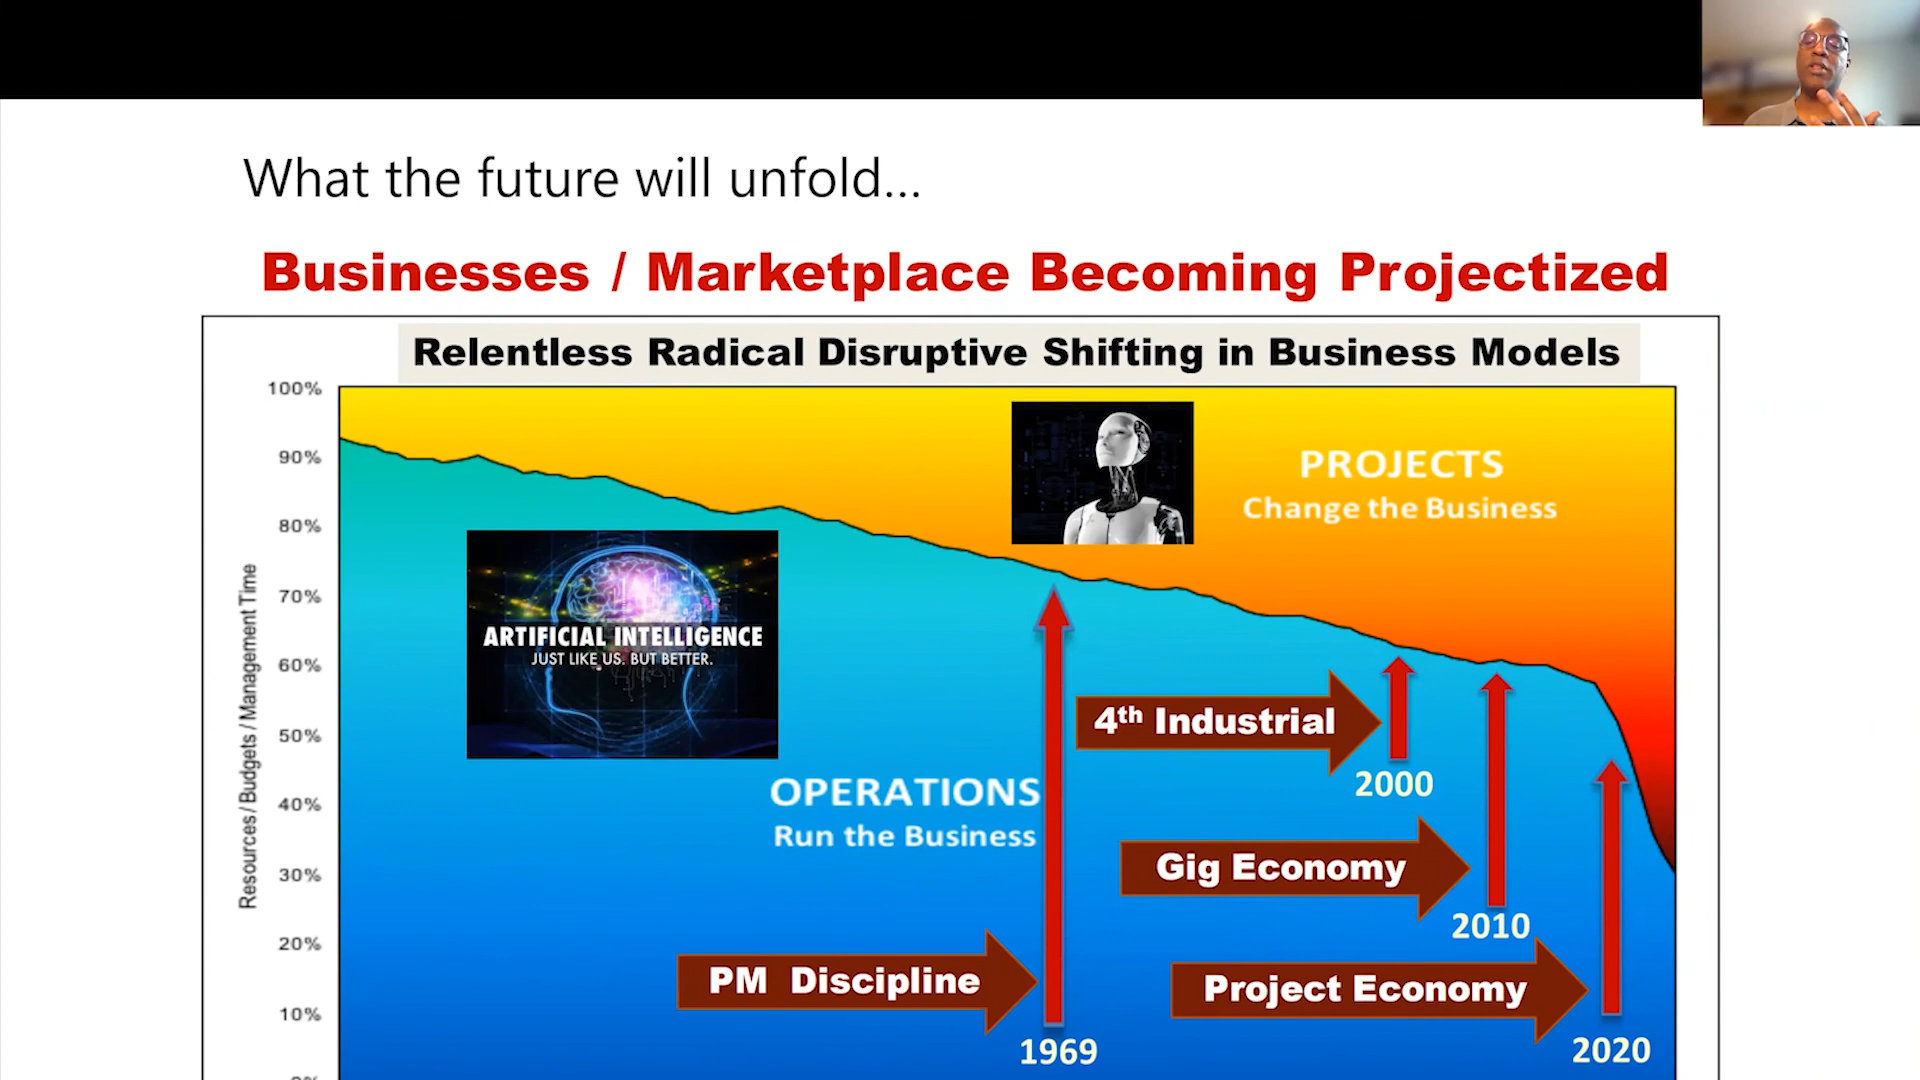 What the future will unfold...
Businesses / Marketplace Becoming Projectized
Relentless Radical Disruptive Shifting in Business Models
100%
90%
80%
70%
60%
50%
40%
30%
20%
10%
Resources / Budgets / Management Time
PROJECTS
Change the Business
ARTIFICIAL INTELLIGENCE
JUST LIKE US. BUT BETTER.
4th Industrial
2000
OPERATIONS
Run the Business
Gig Economy
2010
PM Discipline
1969
Project Economy
2020